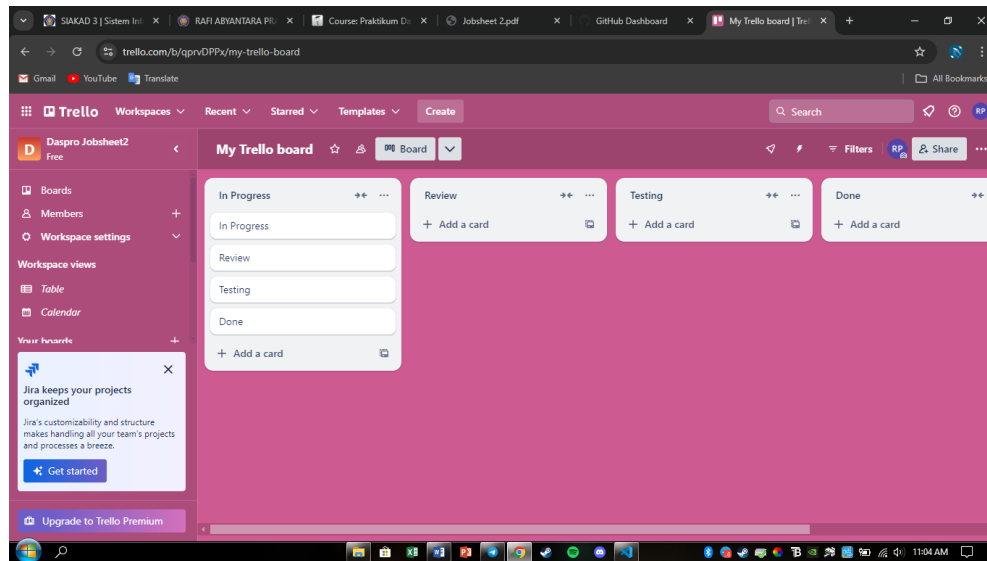 SIAKAD 3 | Sistem Inf
RAFI ABYANTARA PR
Course: Praktikum Da
Jobsheet 2.pdf
GitHub Dashboard
My Trello board | Trel
trello.com/b/qprvDPPx/my-trello-board
Gmail
YouTube
Translate
All Bookmarks
Trello
Workspaces
Recent
Starred
Templates
Create
Search
RP
D
Daspro Jobsheet2
Free
My Trello board
Board
Filters
RP
Share
Boards
Members
Workspace settings
Workspace views
Table
Calendar
Your boards
Jira keeps your projects
organized
Jira's customizability and structure
makes handling all your team's projects
and processes a breeze.
Get started
Upgrade to Trello Premium
In Progress
In Progress
Review
Testing
Done
+ Add a card
Review
+ Add a card
Testing
+ Add a card
Done
+ Add a card
11:04 AM